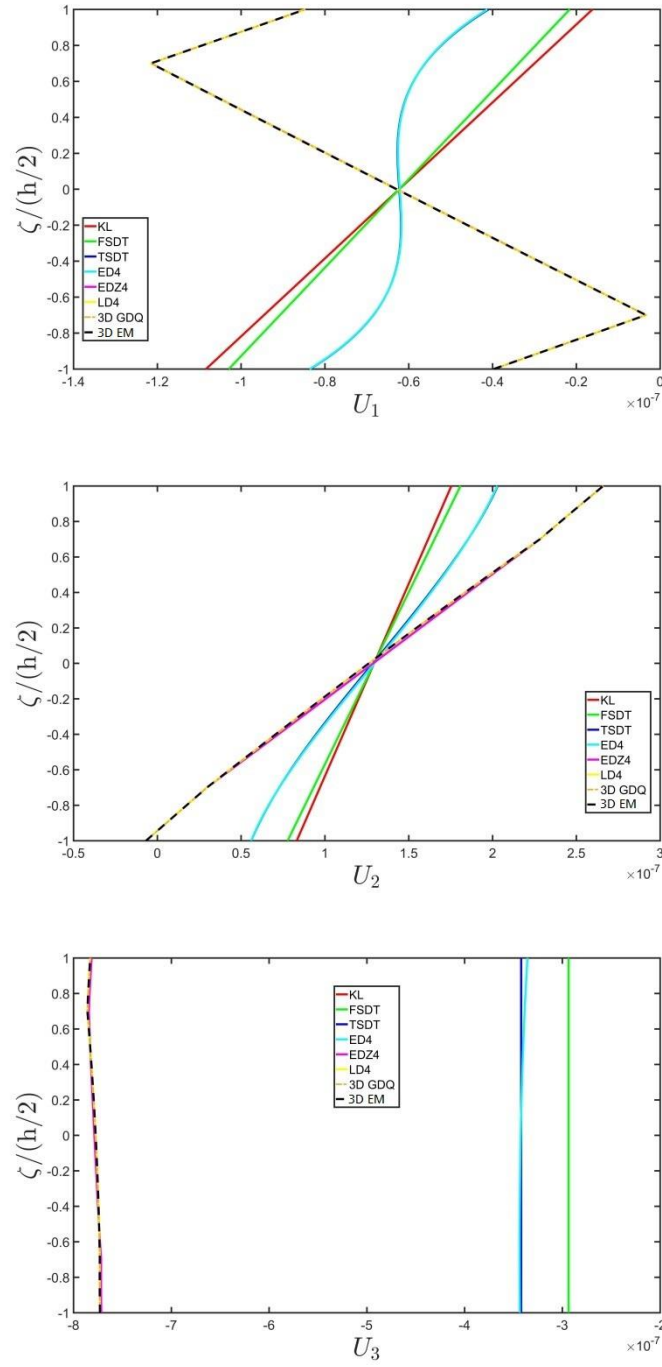 1
0.8
0.6
0.4
0.2
0
-0.2
-0.4
-0.6
-0.8
-1
ζ/(h/2)
KL
FSDT
TSDT
ED4
EDZ4
LD4
3D GDQ
3D EM
-1.4 -1.2 -1 -0.8 -0.6 -0.4 -0.2 0
U₁ ×10⁻⁷
1
0.8
0.6
0.4
0.2
0
-0.2
-0.4
-0.6
-0.8
-1
ζ/(h/2)
KL
FSDT
TSDT
ED4
EDZ4
LD4
3D GDQ
3D EM
-0.5 0 0.5 1 1.5 2 2.5 3
U₂ ×10⁻⁷
1
0.8
0.6
0.4
0.2
0
-0.2
-0.4
-0.6
-0.8
-1
ζ/(h/2)
KL
FSDT
TSDT
ED4
EDZ4
LD4
3D GDQ
3D EM
-8 -7 -6 -5 -4 -3 -2
U₃ ×10⁻⁷